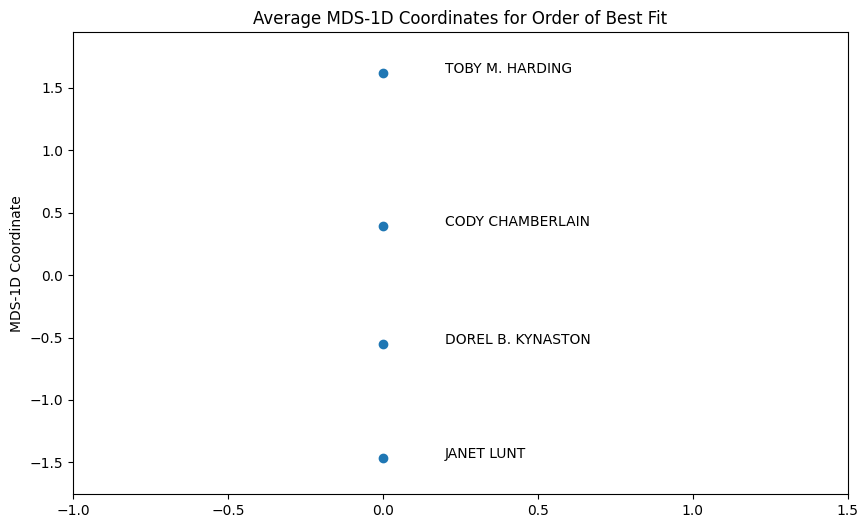 Average MDS-1D Coordinates for Order of Best Fit
MDS-1D Coordinate
1.5
1.0
0.5
0.0
−0.5
−1.0
−1.5
TOBY M. HARDING
CODY CHAMBERLAIN
DOREL B. KYNASTON
JANET LUNT
−1.0 −0.5 0.0 0.5 1.0 1.5